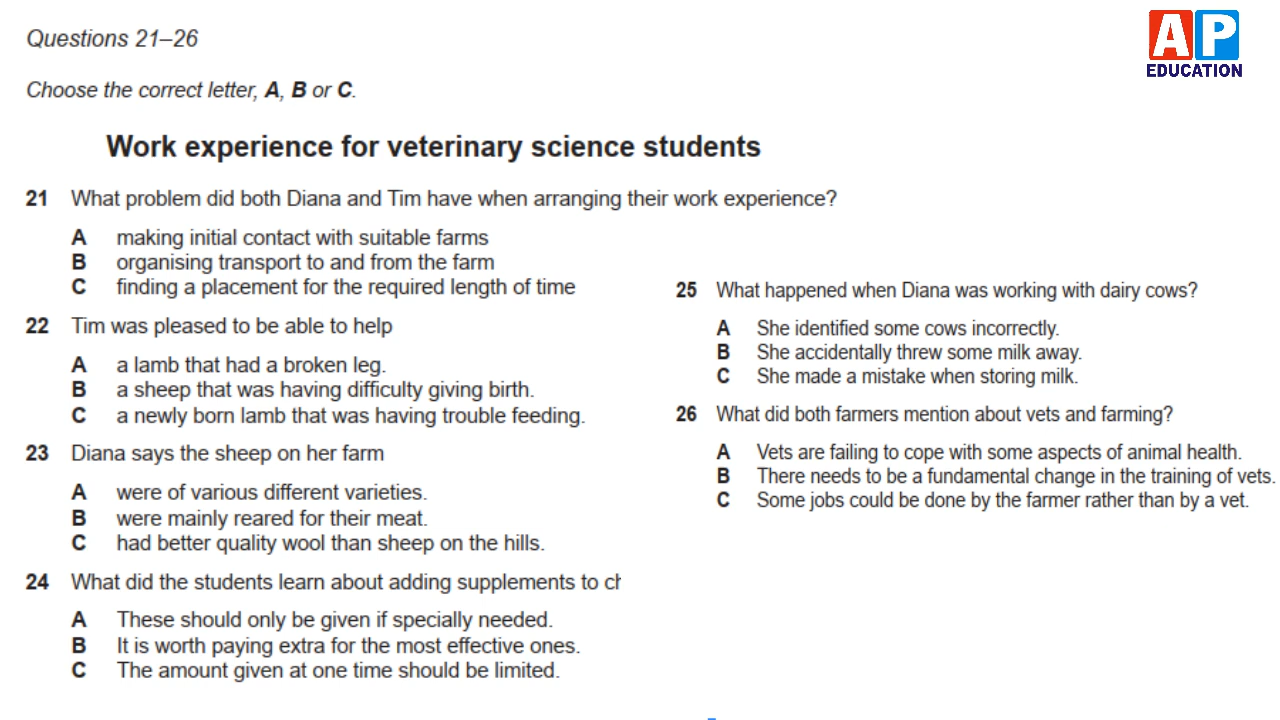 Questions 21–26
AP
EDUCATION
Choose the correct letter, A, B or C.
Work experience for veterinary science students
21 What problem did both Diana and Tim have when arranging their work experience?
A making initial contact with suitable farms
B organising transport to and from the farm
C finding a placement for the required length of time
22 Tim was pleased to be able to help
A a lamb that had a broken leg.
B a sheep that was having difficulty giving birth.
C a newly born lamb that was having trouble feeding.
23 Diana says the sheep on her farm
A were of various different varieties.
B were mainly reared for their meat.
C had better quality wool than sheep on the hills.
24 What did the students learn about adding supplements to
A These should only be given if specially needed.
B It is worth paying extra for the most effective ones.
C The amount given at one time should be limited.
25 What happened when Diana was working with dairy cows?
A She identified some cows incorrectly.
B She accidentally threw some milk away.
C She made a mistake when storing milk.
26 What did both farmers mention about vets and farming?
A Vets are failing to cope with some aspects of animal health.
B There needs to be a fundamental change in the training of vets.
C Some jobs could be done by the farmer rather than by a vet.